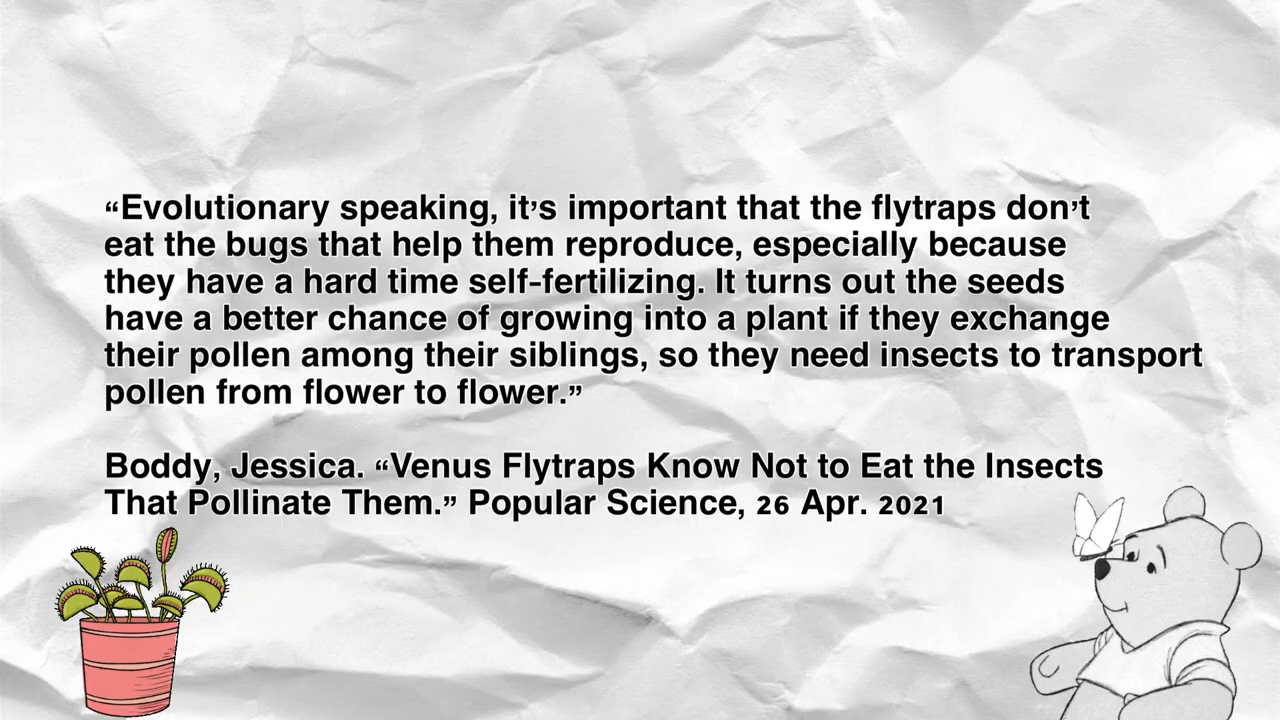 “Evolutionary speaking, it’s important that the flytraps don’t
eat the bugs that help them reproduce, especially because
they have a hard time self-fertilizing. It turns out the seeds
have a better chance of growing into a plant if they exchange
their pollen among their siblings, so they need insects to transport
pollen from flower to flower.”
Boddy, Jessica. “Venus Flytraps Know Not to Eat the Insects
That Pollinate Them.” Popular Science, 26 Apr. 2021